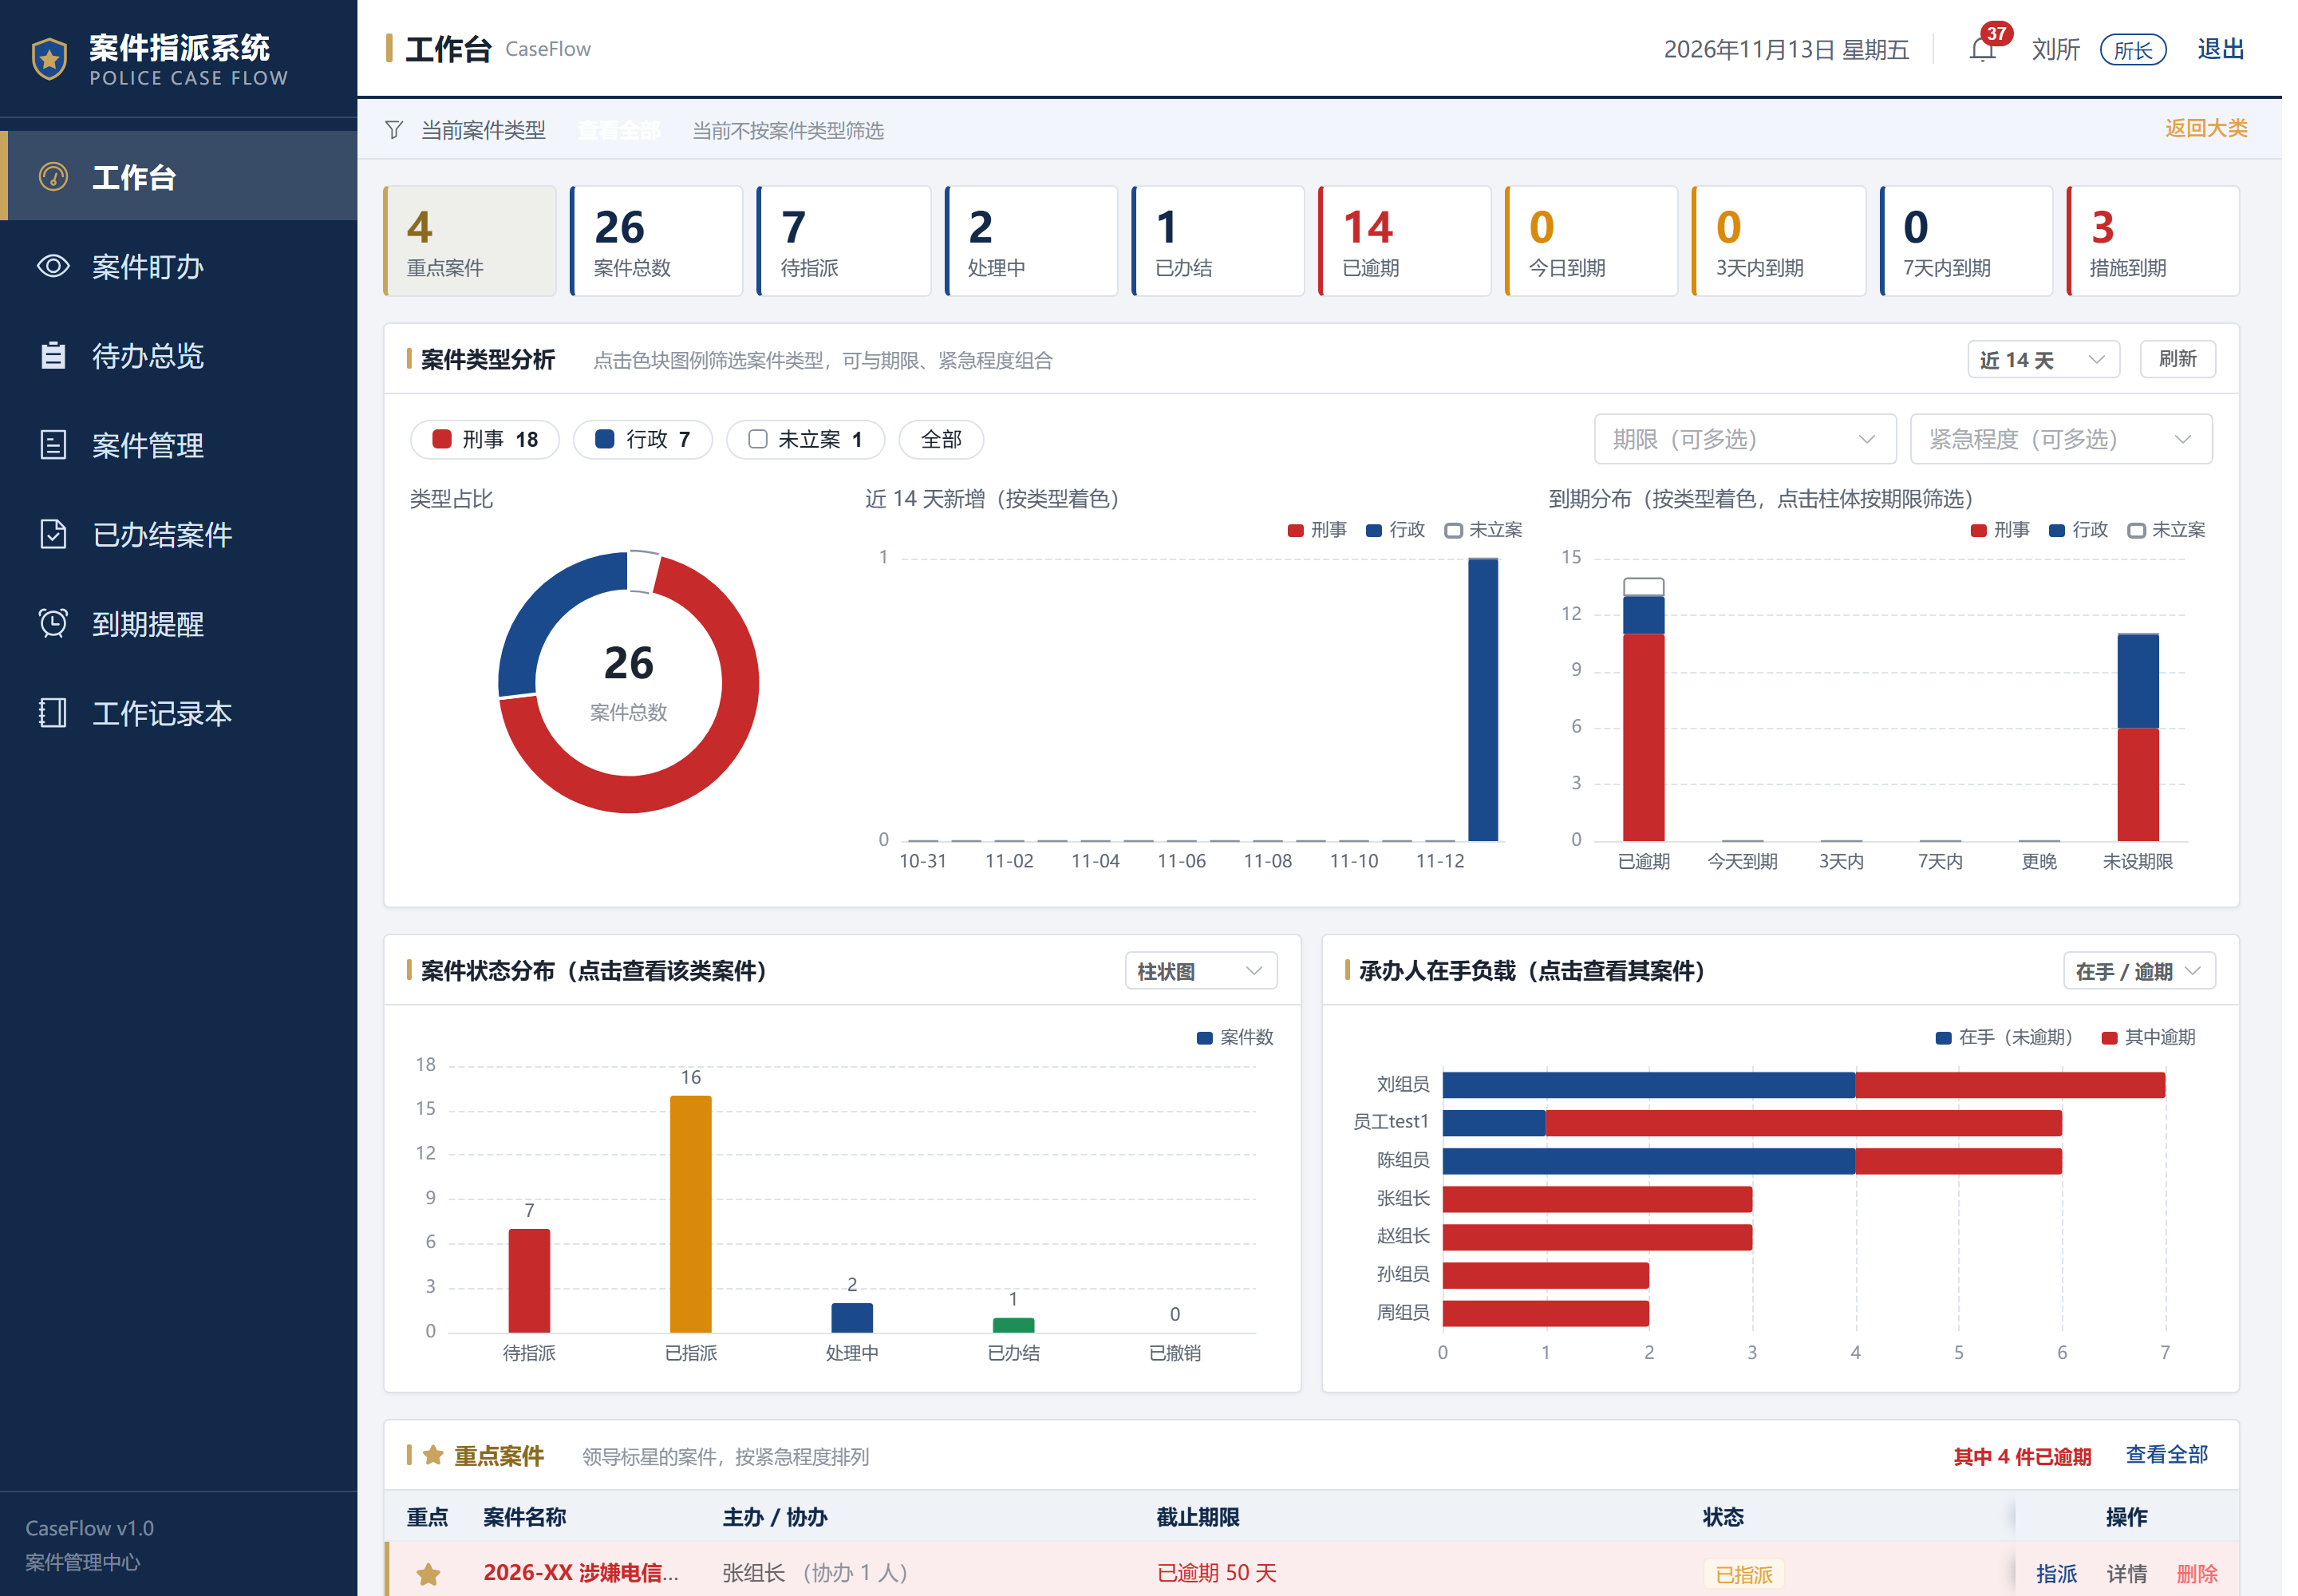 案件指派系统
POLICE CASE FLOW
工作台
案件盯办
待办总览
案件管理
已办结案件
到期提醒
工作记录本
CaseFlow v1.0
案件管理中心
工作台 CaseFlow
2026年11月13日 星期五 37 刘所 所长 退出
当前案件类型 查看全部 当前不按案件类型筛选 返回大类
4 26 7 2 1 14 0 0 0 3
重点案件 案件总数 待指派 处理中 已办结 已逾期 今日到期 3天内到期 7天内到期 措施到期
案件类型分析 点击色块图例筛选案件类型，可与期限、紧急程度组合 近 14 天 刷新
刑事 18 行政 7 未立案 1 全部 期限（可多选） 紧急程度（可多选）
类型占比
26
案件总数
近 14 天新增（按类型着色）
刑事 行政 未立案
1
0
10-31 11-02 11-04 11-06 11-08 11-10 11-12
到期分布（按类型着色，点击柱体按期限筛选）
刑事 行政 未立案
15
12
9
6
3
0
已逾期 今天到期 3天内 7天内 更晚 未设期限
案件状态分布（点击查看该类案件） 柱状图
案件数
18
15
12
9
6
3
0
7 16 2 1 0
待指派 已指派 处理中 已办结 已撤销
承办人在手负载（点击查看其案件） 在手 / 逾期
在手（未逾期） 其中逾期
刘组员
员工test1
陈组员
张组长
赵组长
孙组员
周组员
0 1 2 3 4 5 6 7
重点案件 领导标星的案件，按紧急程度排列 其中 4 件已逾期 查看全部
重点 案件名称 主办 / 协办 截止期限 状态 操作
2026-XX 涉嫌电信... 张组长 （协办 1 人） 已逾期 50 天 已指派 指派 详情 删除